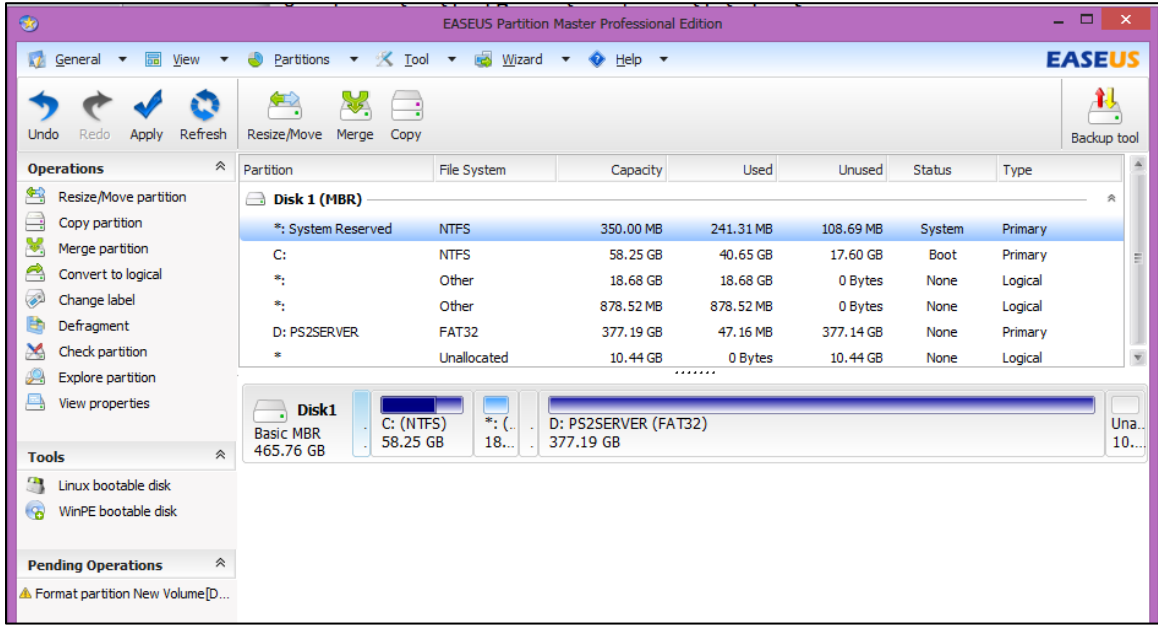 EASEUS Partition Master Professional Edition
General View Partitions Tool Wizard Help EASEUS
Undo Redo Apply Refresh Resize/Move Merge Copy Backup tool
Operations
Resize/Move partition
Copy partition
Merge partition
Convert to logical
Change label
Defragment
Check partition
Explore partition
View properties
Tools
Linux bootable disk
WinPE bootable disk
Pending Operations
Format partition New Volume[D...
Partition File System Capacity Used Unused Status Type
Disk 1 (MBR)
*: System Reserved NTFS 350.00 MB 241.31 MB 108.69 MB System Primary
C: NTFS 58.25 GB 40.65 GB 17.60 GB Boot Primary
*: Other 18.68 GB 18.68 GB 0 Bytes None Logical
*: Other 878.52 MB 878.52 MB 0 Bytes None Logical
D: PS2SERVER FAT32 377.19 GB 47.16 MB 377.14 GB None Primary
* Unallocated 10.44 GB 0 Bytes 10.44 GB None Logical
Disk1
Basic MBR
465.76 GB
C: (NTFS)
58.25 GB
*: (..
18...
D: PS2SERVER (FAT32)
377.19 GB
Una..
10....